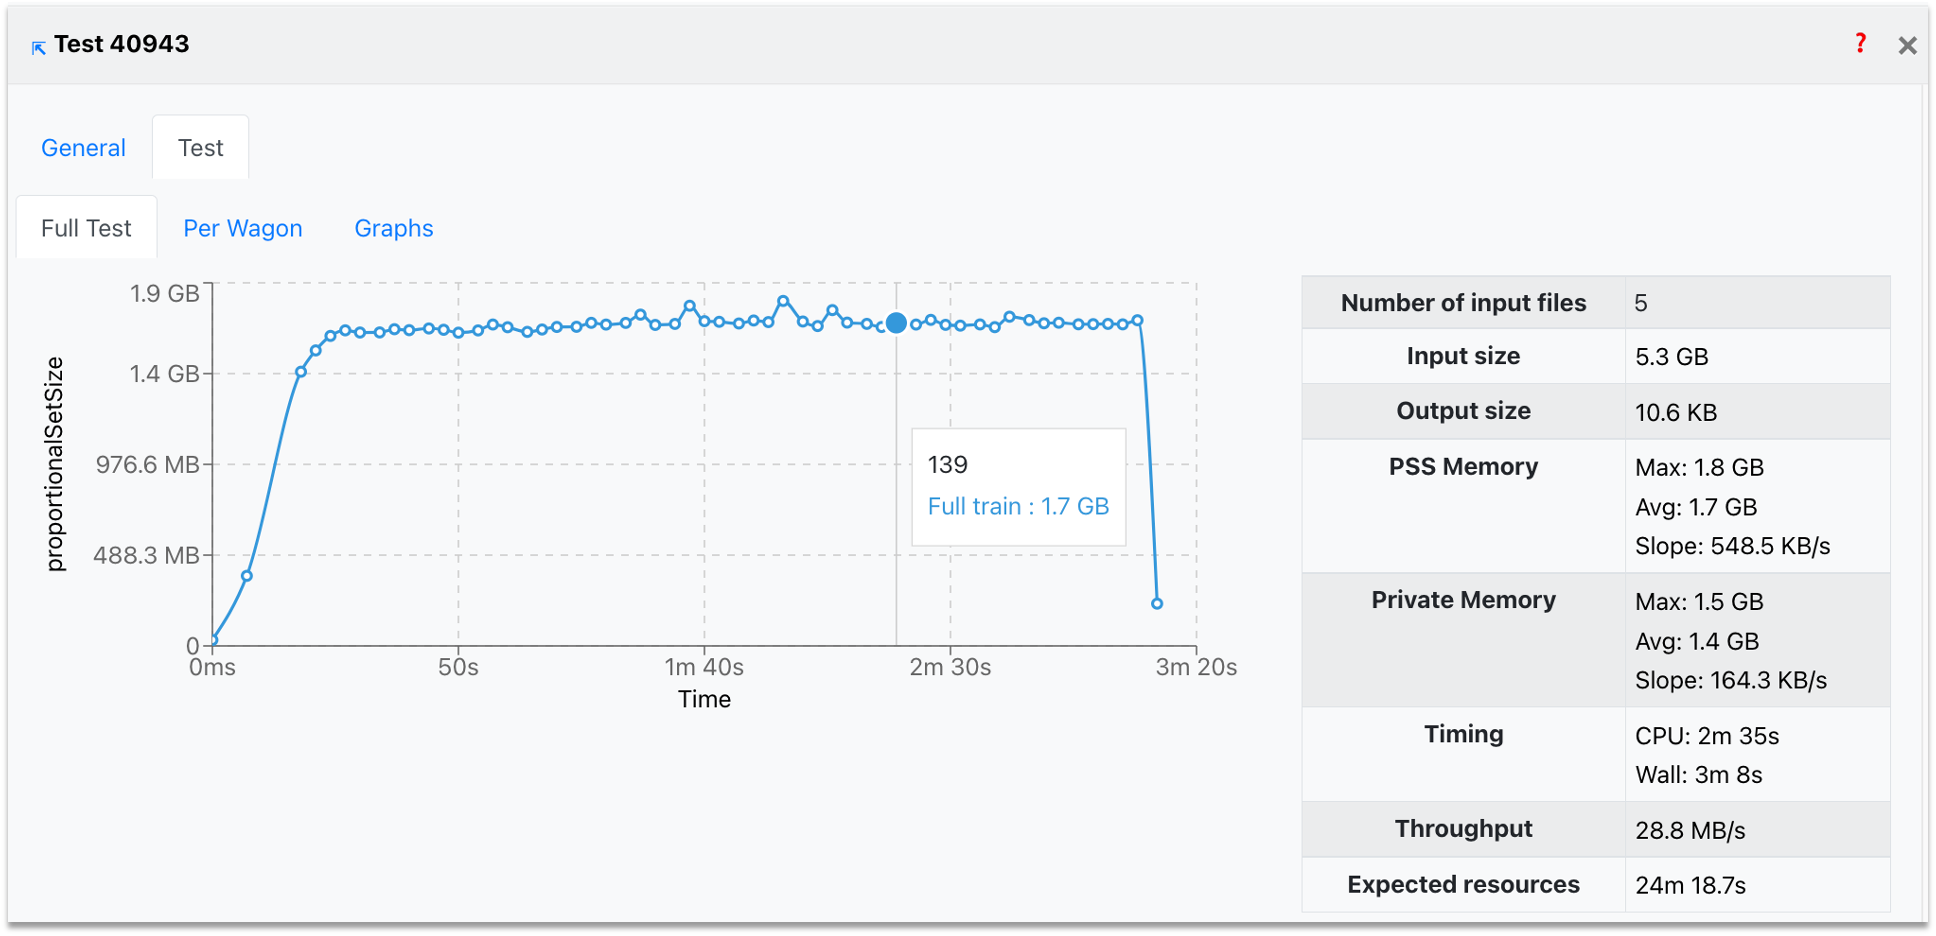 Test 40943
?
×
General
Test
Full Test
Per Wagon
Graphs
proportionalSetSize
1.9 GB
1.4 GB
976.6 MB
488.3 MB
0
0ms
50s
1m 40s
2m 30s
3m 20s
Time
139
Full train : 1.7 GB
Number of input files 5
Input size 5.3 GB
Output size 10.6 KB
PSS Memory Max: 1.8 GB
Avg: 1.7 GB
Slope: 548.5 KB/s
Private Memory Max: 1.5 GB
Avg: 1.4 GB
Slope: 164.3 KB/s
Timing CPU: 2m 35s
Wall: 3m 8s
Throughput 28.8 MB/s
Expected resources 24m 18.7s